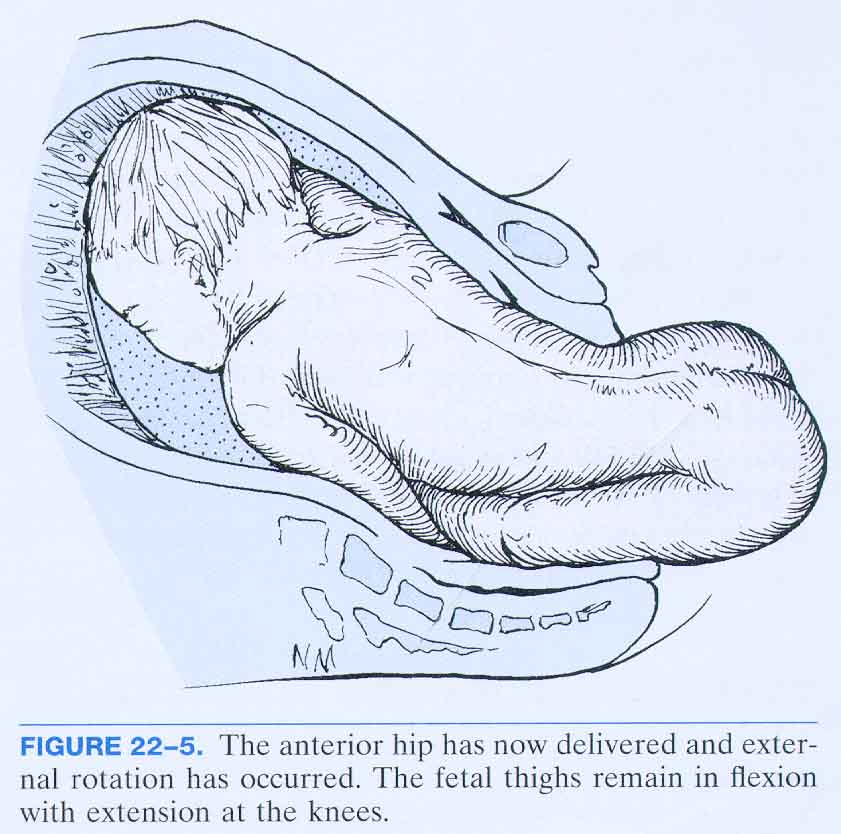 NM
FIGURE 22–5. The anterior hip has now delivered and exter-
nal rotation has occurred. The fetal thighs remain in flexion
with extension at the knees.